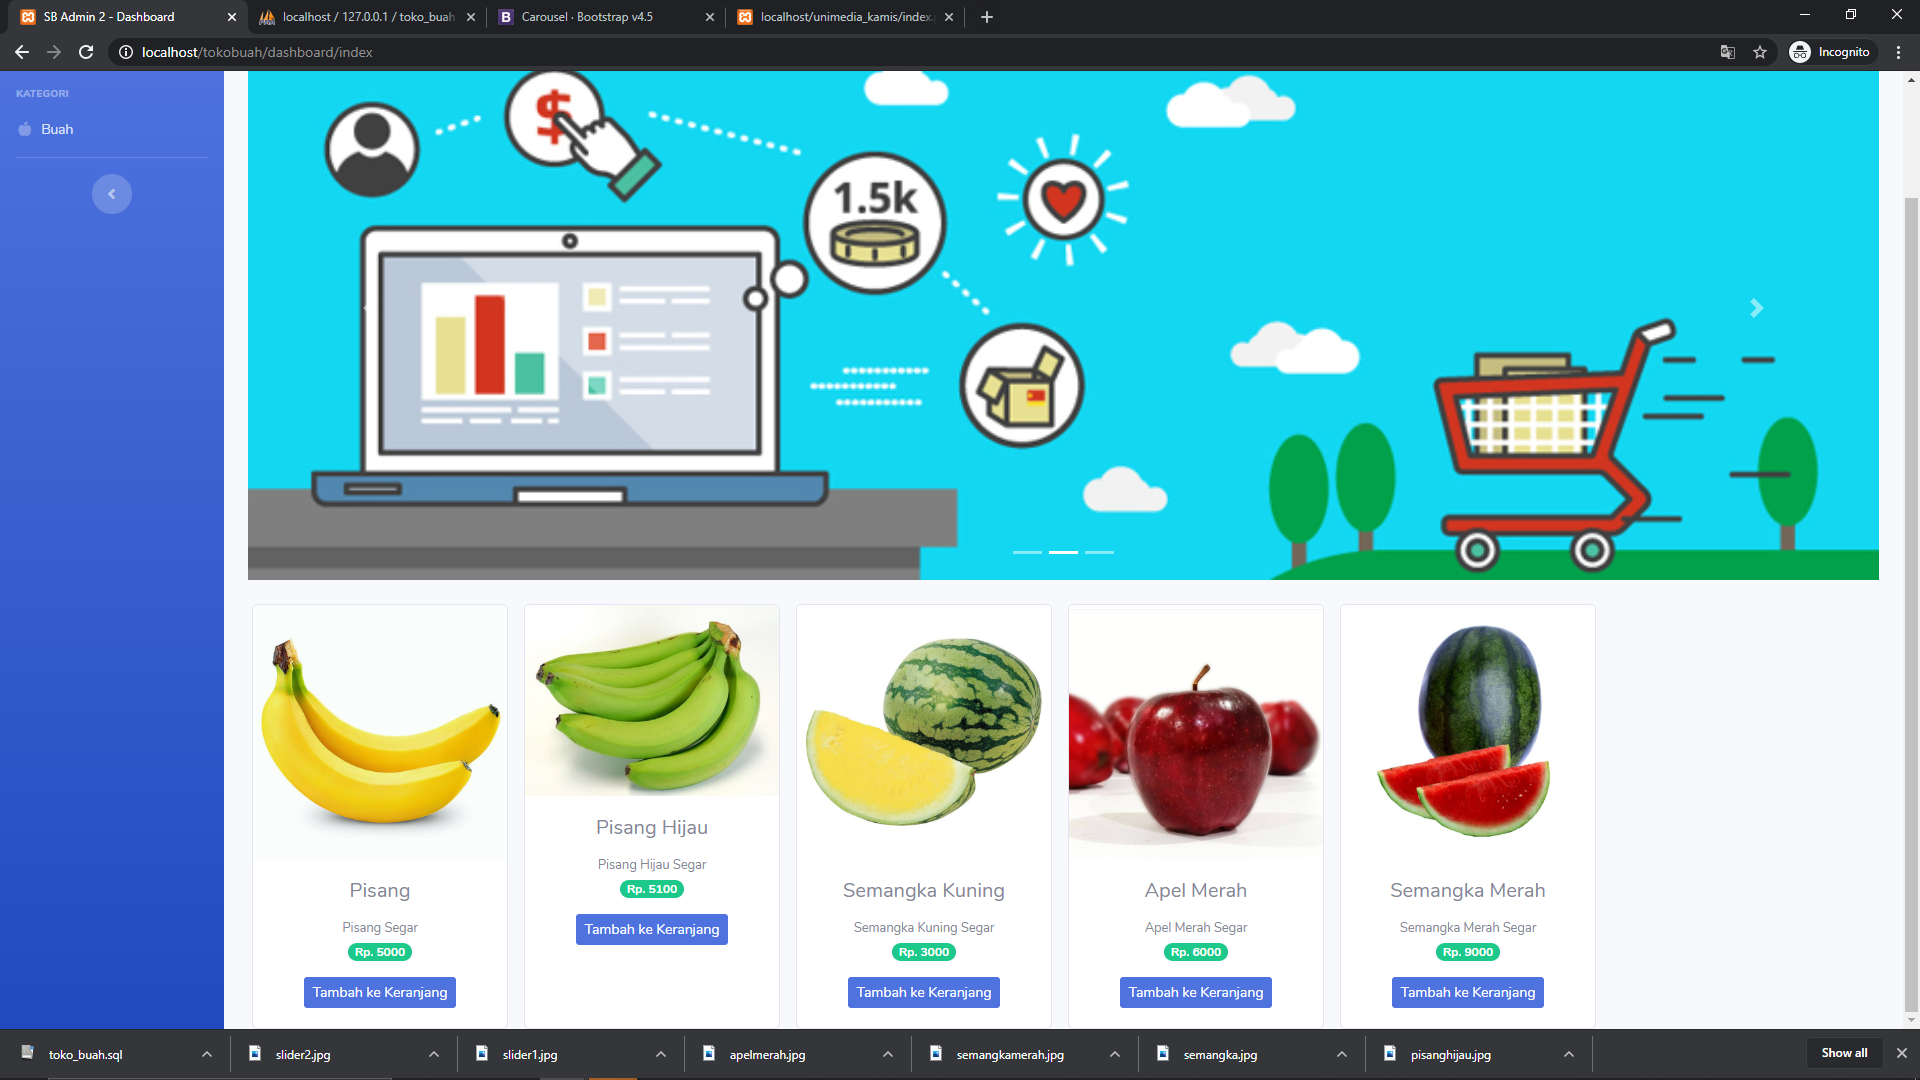 SB Admin 2 - Dashboard
localhost / 127.0.0.1 / toko_buah
Carousel · Bootstrap v4.5
localhost/unimedia_kamis/index.
localhost/tokobuah/dashboard/index
Incognito
KATEGORI
Buah
$
1.5k
Pisang
Pisang Segar
Rp. 5000
Tambah ke Keranjang
Pisang Hijau
Pisang Hijau Segar
Rp. 5100
Tambah ke Keranjang
Semangka Kuning
Semangka Kuning Segar
Rp. 3000
Tambah ke Keranjang
Apel Merah
Apel Merah Segar
Rp. 6000
Tambah ke Keranjang
Semangka Merah
Semangka Merah Segar
Rp. 9000
Tambah ke Keranjang
toko_buah.sql
slider2.jpg
slider1.jpg
apelmerah.jpg
semangkamerah.jpg
semangka.jpg
pisanghijau.jpg
Show all